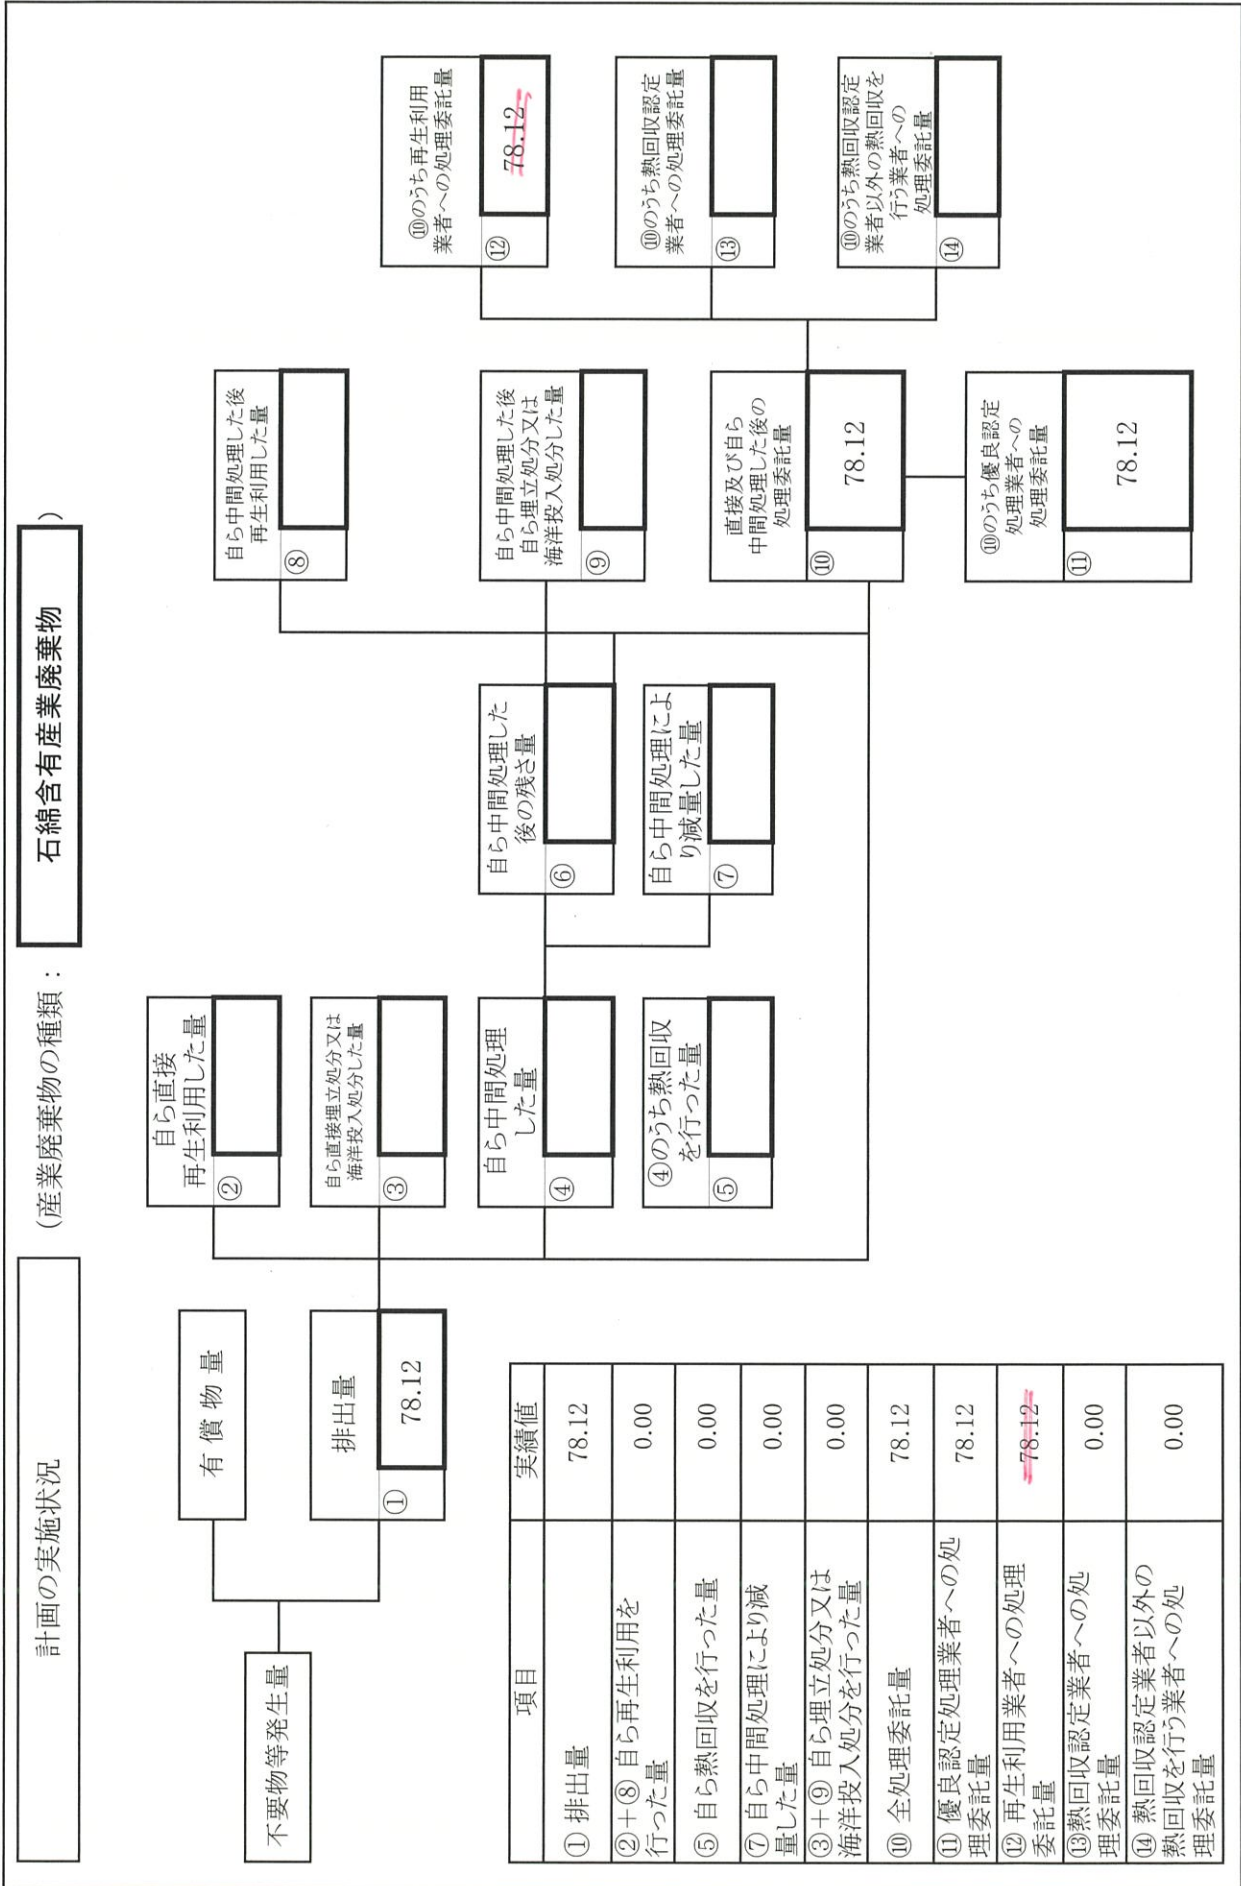 計画の実施状況
(産業廃棄物の種類：
石綿含有産業廃棄物
)
不要物等発生量
有償物量
排出量
①
78.12
自ら直接
再生利用した量
②
自ら直接埋立処分又は
海洋投入処分した量
③
自ら中間処理
した量
④
④のうち熱回収
を行った量
⑤
自ら中間処理した
後の残さ量
⑥
自ら中間処理によ
り減量した量
⑦
自ら中間処理した後
再生利用した量
⑧
自ら中間処理した後
自ら埋立処分又は
海洋投入処分した量
⑨
直接及び自ら
中間処理した後の
処理委託量
⑩
78.12
⑩のうち優良認定
処理業者への
処理委託量
⑪
78.12
⑩のうち再生利用
業者への処理委託量
⑫
78.12
⑩のうち熱回収認定
業者への処理委託量
⑬
⑩のうち熱回収認定
業者以外の熱回収を
行う業者への
処理委託量
⑭
項目 実績値
① 排出量 78.12
②＋⑧ 自ら再生利用を
行った量 0.00
⑤ 自ら熱回収を行った量 0.00
⑦ 自ら中間処理により減
量した量 0.00
③＋⑨ 自ら埋立処分又は
海洋投入処分を行った量 0.00
⑩ 全処理委託量 78.12
⑪ 優良認定処理業者への処
理委託量 78.12
⑫ 再生利用業者への処理
委託量 78.12
⑬熱回収認定業者への処
理委託量 0.00
⑭ 熱回収認定業者以外の
熱回収を行う業者への処
理委託量 0.00